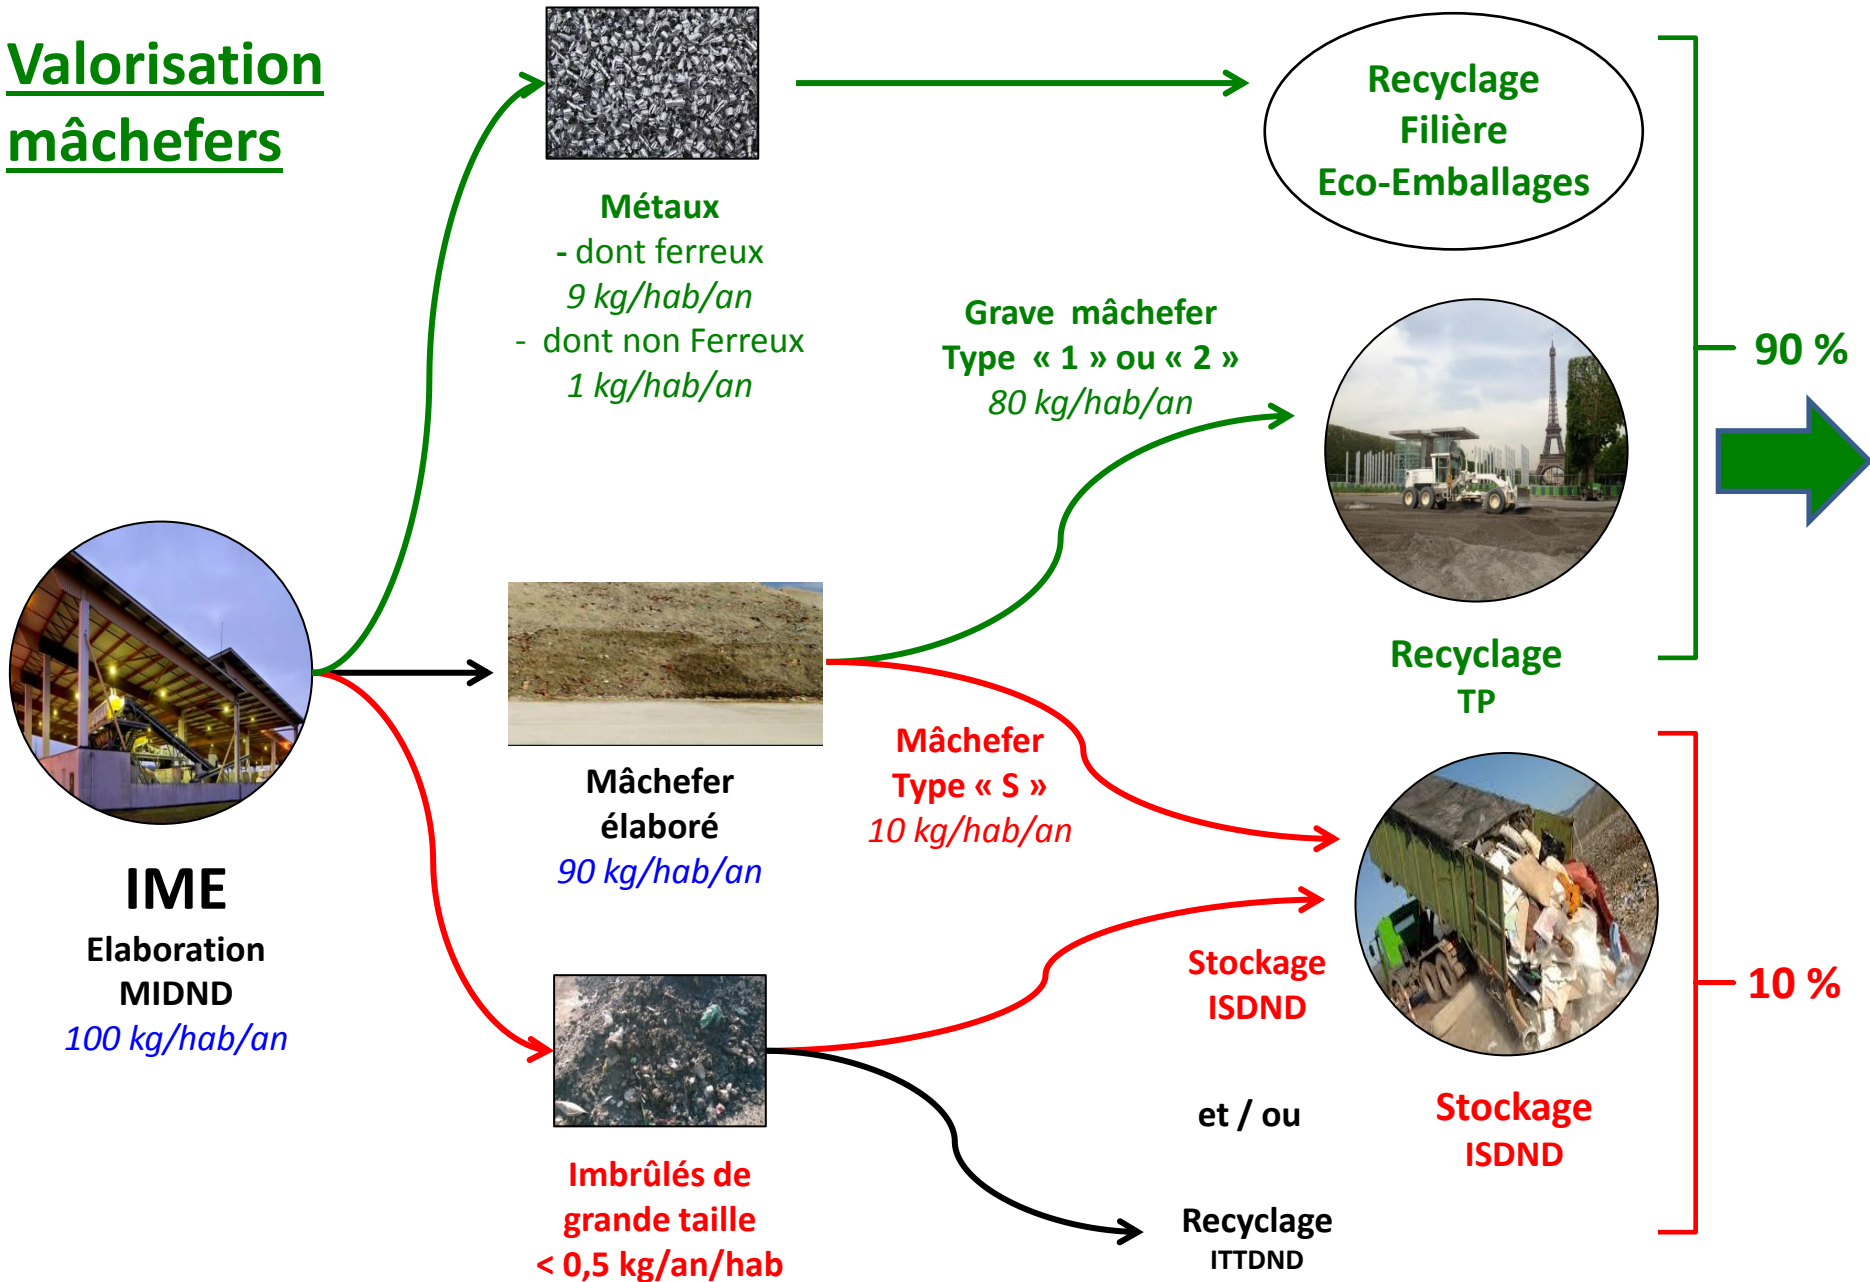 Valorisation
mâchefers
Métaux
- dont ferreux
9 kg/hab/an
- dont non Ferreux
1 kg/hab/an
Recyclage
Filière
Eco-Emballages
Grave mâchefer
Type « 1 » ou « 2 »
80 kg/hab/an
90 %
Recyclage
TP
IME
Elaboration
MIDND
100 kg/hab/an
Mâchefer
élaboré
90 kg/hab/an
Mâchefer
Type « S »
10 kg/hab/an
Stockage
ISDND
10 %
et / ou
Stockage
ISDND
Imbrûlés de
grande taille
< 0,5 kg/an/hab
Recyclage
ITTDND